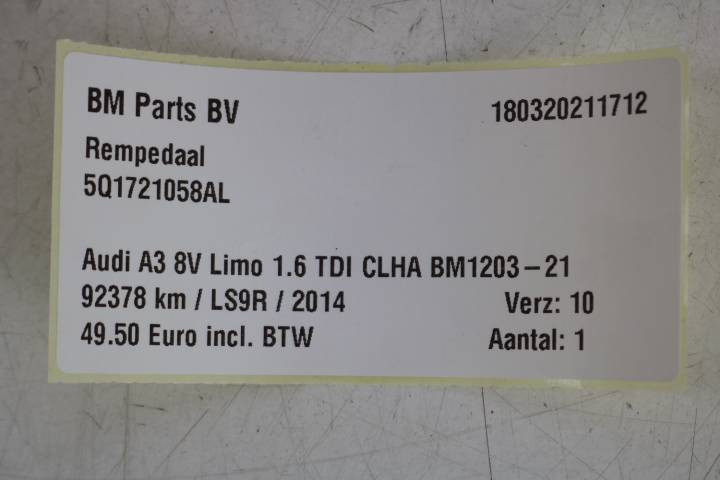 BM Parts BV 180320211712
Rempedaal
5Q1721058AL
Audi A3 8V Limo 1.6 TDI CLHA BM1203-21
92378 km / LS9R / 2014 Verz: 10
49.50 Euro incl. BTW Aantal: 1